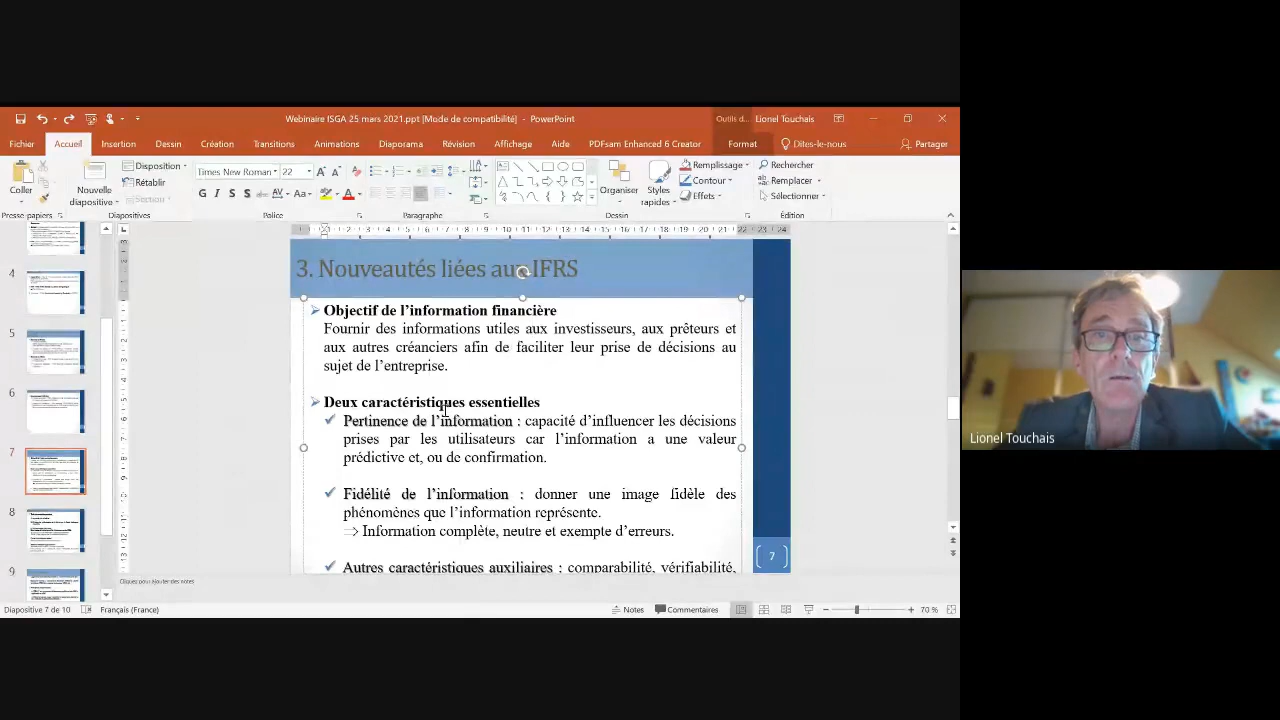 Webinaire ISGA 25 mars 2021.ppt [Mode de compatibilité] - PowerPoint
Outils d... Lionel Touchais
Fichier Accueil Insertion Dessin Création Transitions Animations Diaporama Révision Affichage Aide PDFsam Enhanced 6 Creator Format Dites-le-nous Partager
Coller
Nouvelle diapositive
Disposition
Rétablir
Section
Times New Roman 22
G I S
Organiser
Styles rapides
Remplissage
Contour
Effets
Rechercher
Remplacer
Sélectionner
Presse-papiers Diapositives Police Paragraphe Dessin Édition
3. Nouveautés liées aux IFRS
Objectif de l’information financière
Fournir des informations utiles aux investisseurs, aux prêteurs et
aux autres créanciers afin de faciliter leur prise de décisions au
sujet de l’entreprise.
Deux caractéristiques essentielles
Pertinence de l’information : capacité d’influencer les décisions
prises par les utilisateurs car l’information a une valeur
prédictive et, ou de confirmation.
Fidélité de l’information : donner une image fidèle des
phénomènes que l’information représente.
⇒ Information complète, neutre et exempte d’erreurs.
Autres caractéristiques auxiliaires : comparabilité, vérifiabilité,
7
4
5
6
7
8
9
Cliquez pour ajouter des notes
Diapositive 7 de 10 Français (France) Notes Commentaires 70 %
Lionel Touchais